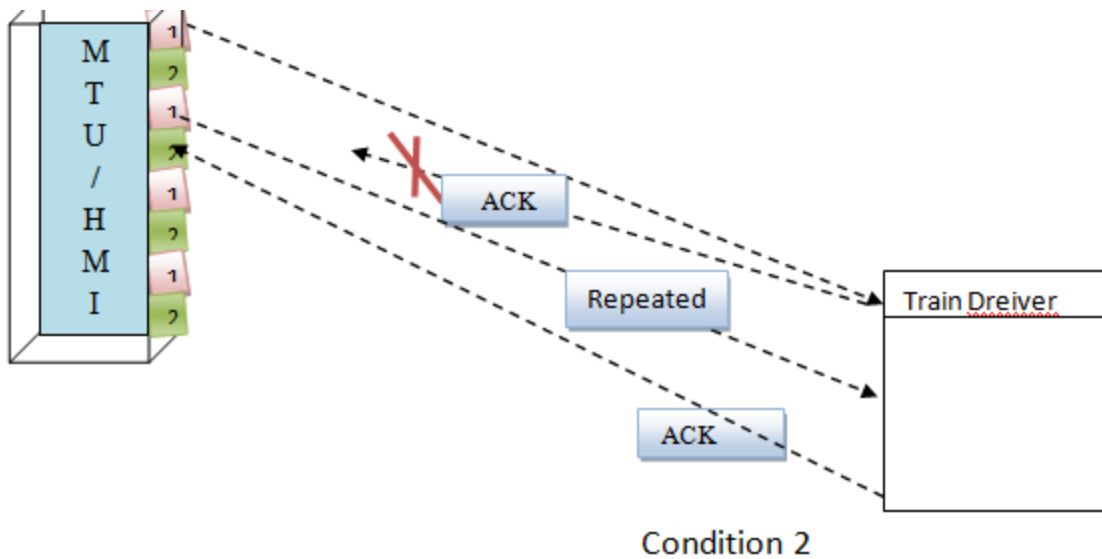 M
T
U
/
H
M
I
1
2
1
2
1
2
1
2
ACK
Repeated
Train Dreiver
ACK
Condition 2